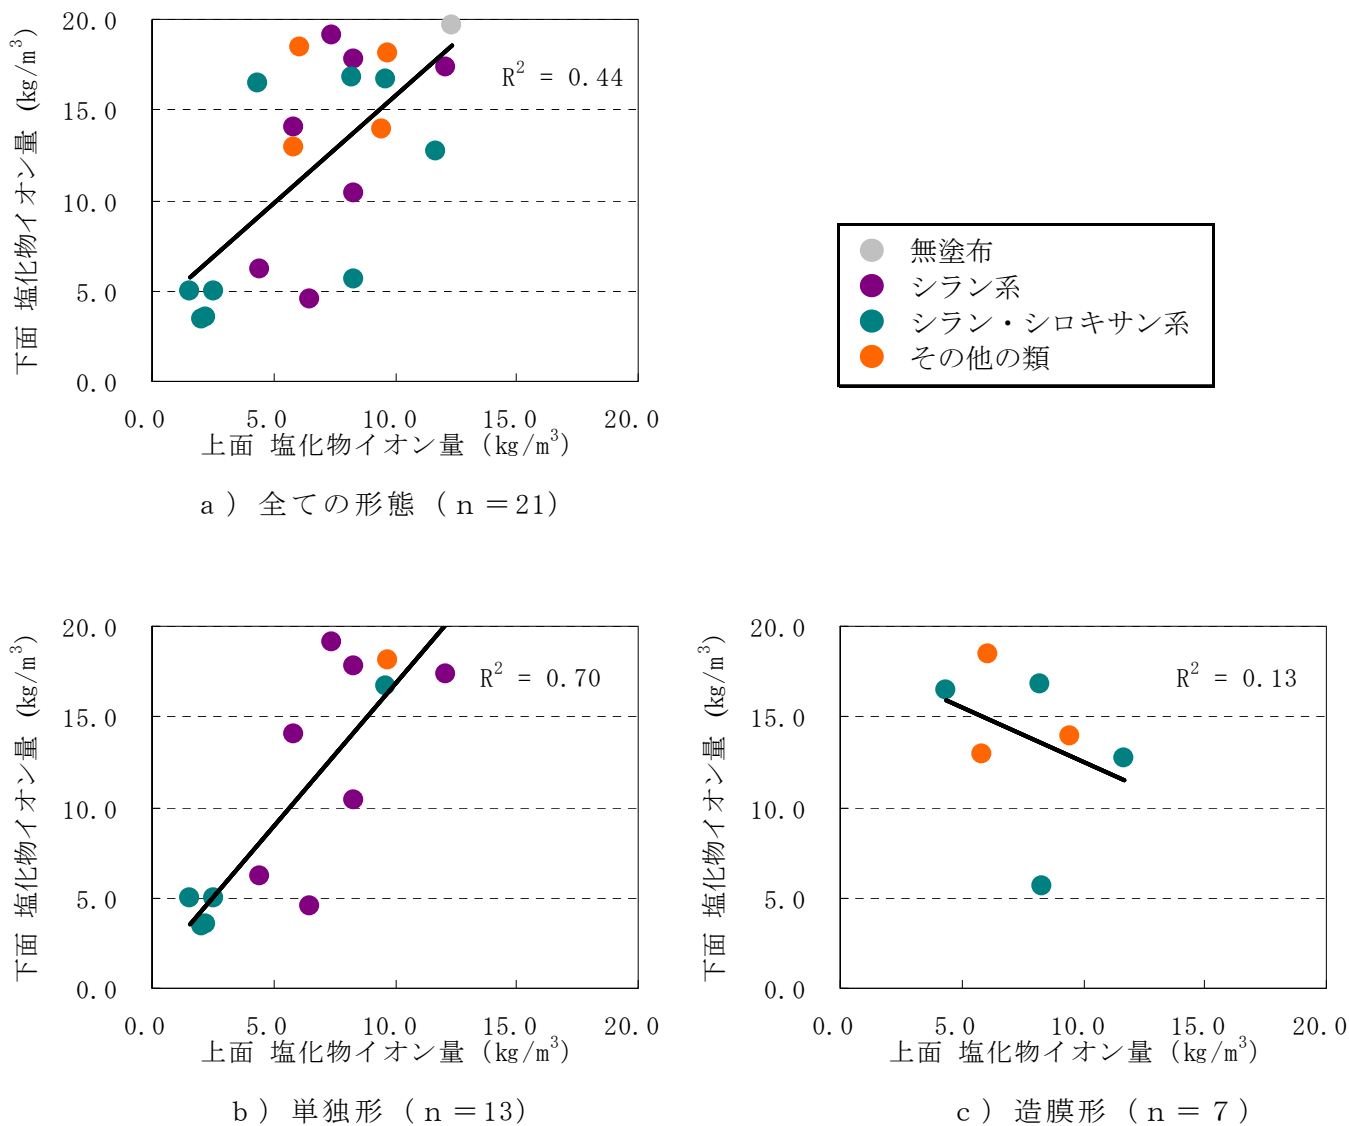 下面 塩化物イオン量 (kg/m³)
20.0
15.0
10.0
5.0
0.0
R² = 0.44
0.0 5.0 10.0 15.0 20.0
上面 塩化物イオン量 (kg/m³)
a）全ての形態（n＝21）
無塗布
シラン系
シラン・シロキサン系
その他の類
下面 塩化物イオン量 (kg/m³)
20.0
15.0
10.0
5.0
0.0
R² = 0.70
0.0 5.0 10.0 15.0 20.0
上面 塩化物イオン量 (kg/m³)
b）単独形（n＝13）
下面 塩化物イオン量 (kg/m³)
20.0
15.0
10.0
5.0
0.0
R² = 0.13
0.0 5.0 10.0 15.0 20.0
上面 塩化物イオン量 (kg/m³)
c）造膜形（n＝7）